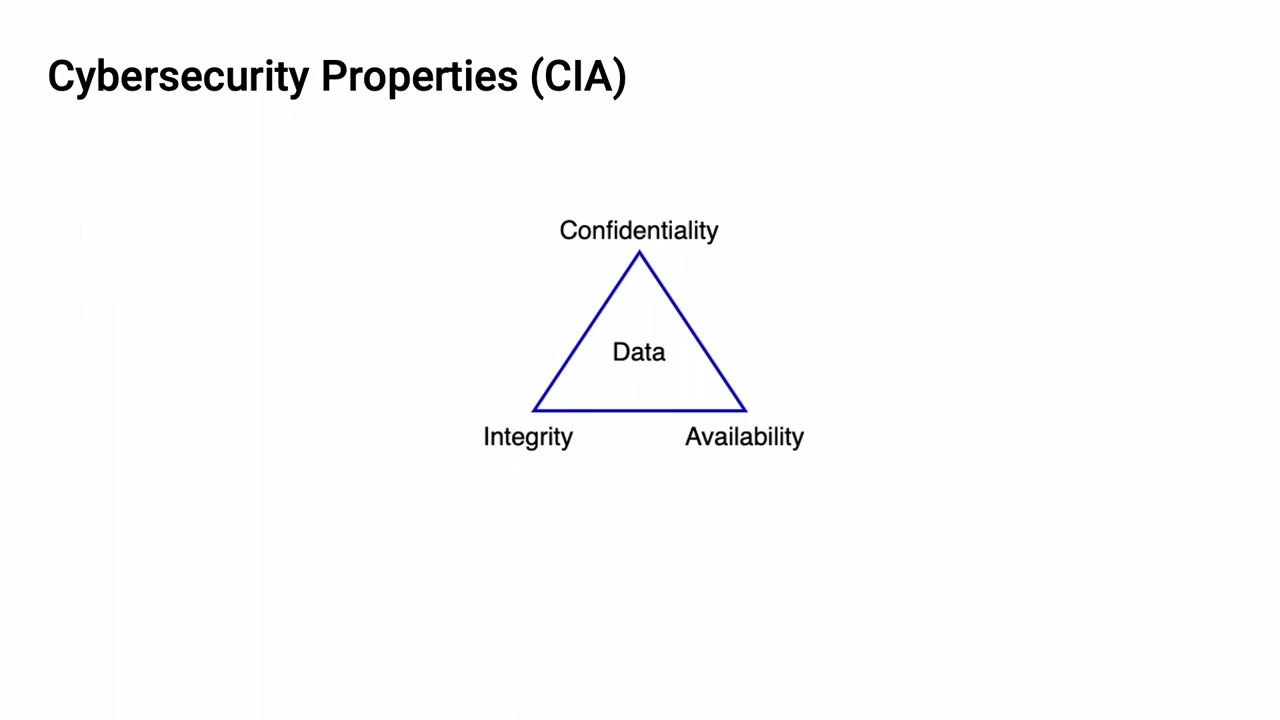 Cybersecurity Properties (CIA)
Confidentiality
Data
Integrity
Availability